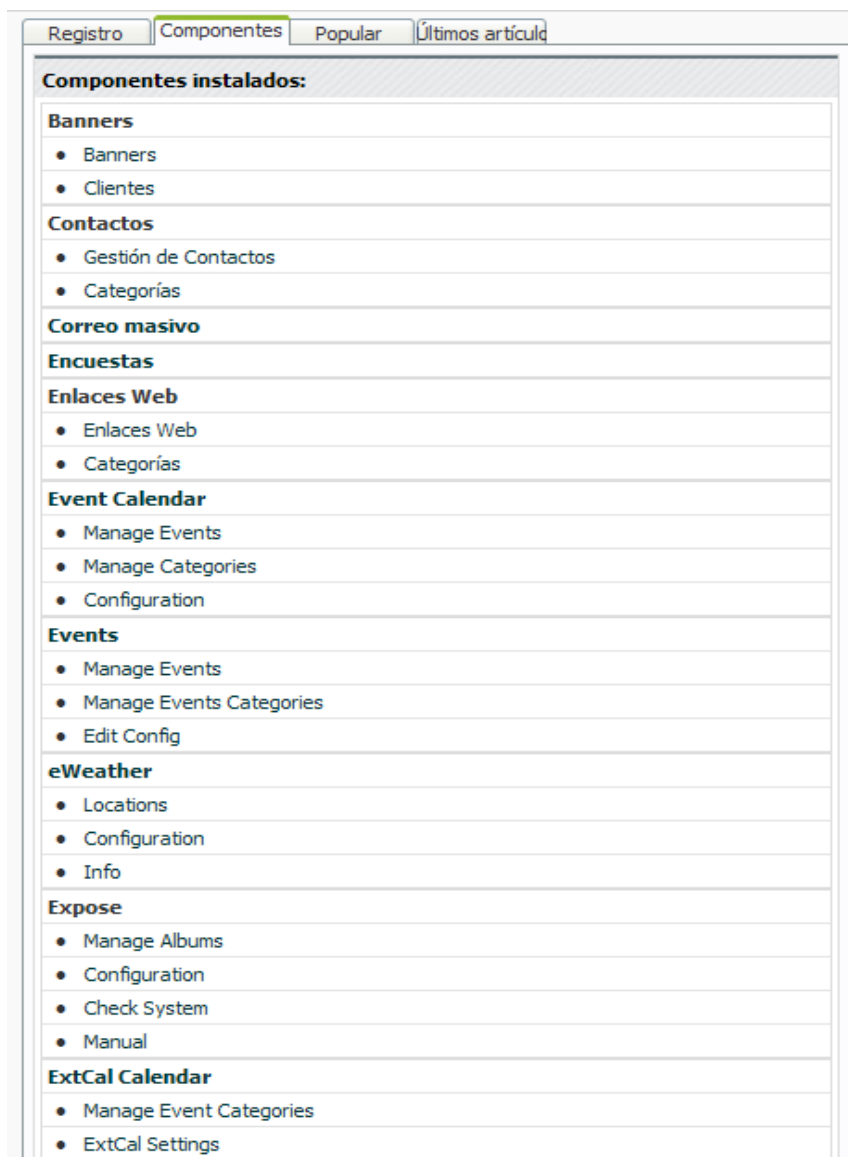 Registro Componentes Popular Últimos artículo
Componentes instalados:
Banners
• Banners
• Clientes
Contactos
• Gestión de Contactos
• Categorías
Correo masivo
Encuestas
Enlaces Web
• Enlaces Web
• Categorías
Event Calendar
• Manage Events
• Manage Categories
• Configuration
Events
• Manage Events
• Manage Events Categories
• Edit Config
eWeather
• Locations
• Configuration
• Info
Expose
• Manage Albums
• Configuration
• Check System
• Manual
ExtCal Calendar
• Manage Event Categories
• ExtCal Settings